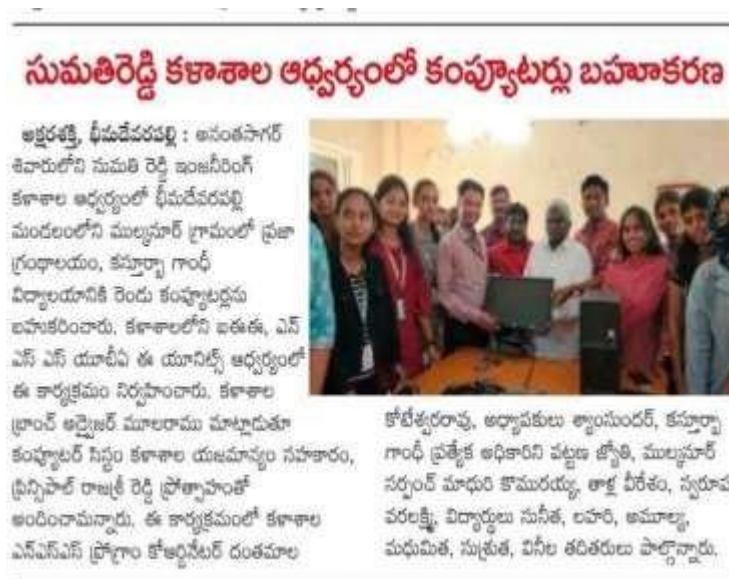 సుమతిరెడ్డి కళాశాల ఆధ్వర్యంలో కంప్యూటర్లు బహూకరణ
అక్షరశక్తి, భీమదేవరపల్లి : అనంతసాగర్
శివారులోని సుమతి రెడ్డి ఇంజనీరింగ్
కళాశాల ఆధ్వర్యంలో భీమదేవరపల్లి
మండలంలోని ముల్కనూర్ గ్రామంలో ప్రజా
గ్రంథాలయం, కస్తూర్బా గాంధీ
విద్యాలయానికి రెండు కంప్యూటర్లను
బహుకరించారు. కళాశాలలోని ఐఈఈ, ఎన్
ఎస్ ఎస్ యూబీఏ ఈ యూనిట్స్ ఆధ్వర్యంలో
ఈ కార్యక్రమం నిర్వహించారు. కళాశాల
బ్రాంచ్ అడ్వైజర్ మూలరాము మాట్లాడుతూ
కంప్యూటర్ సిస్టం కళాశాల యజమాన్యం సహకారం,
ప్రిన్సిపాల్ రాజశ్రీ రెడ్డి ప్రోత్సాహంతో
అందించామన్నారు. ఈ కార్యక్రమంలో కళాశాల
ఎన్ఎస్ఎస్ ప్రోగ్రాం కోఆర్డినేటర్ దంతమాల
కోటేశ్వరరావు, అధ్యాపకులు శ్యాంసుందర్, కస్తూర్బా
గాంధీ ప్రత్యేక అధికారిని పట్టణ జ్యోతి, ముల్కనూర్
సర్పంచ్ మాధురి కొమురయ్య, తాళ్ల వీరేశం, స్వరూప
వరలక్ష్మి, విద్యార్థులు సునీత, లహరి, అమూల్య,
మధుమిత, సుశ్రుత, వినీల తదితరులు పాల్గొన్నారు.